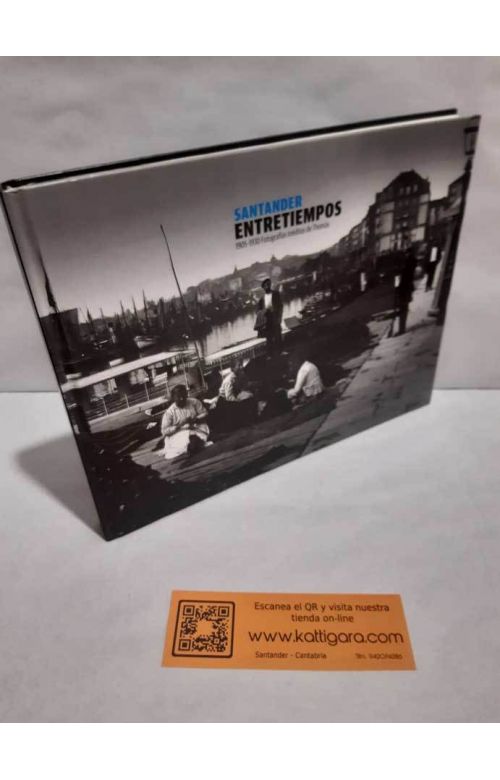 SANTANDER
ENTRETIEMPOS
1905-1930 Fotografías inéditas de Thomas
Escanea el QR y visita nuestra
tienda on-line
www.kattigara.com
Santander - Cantabria